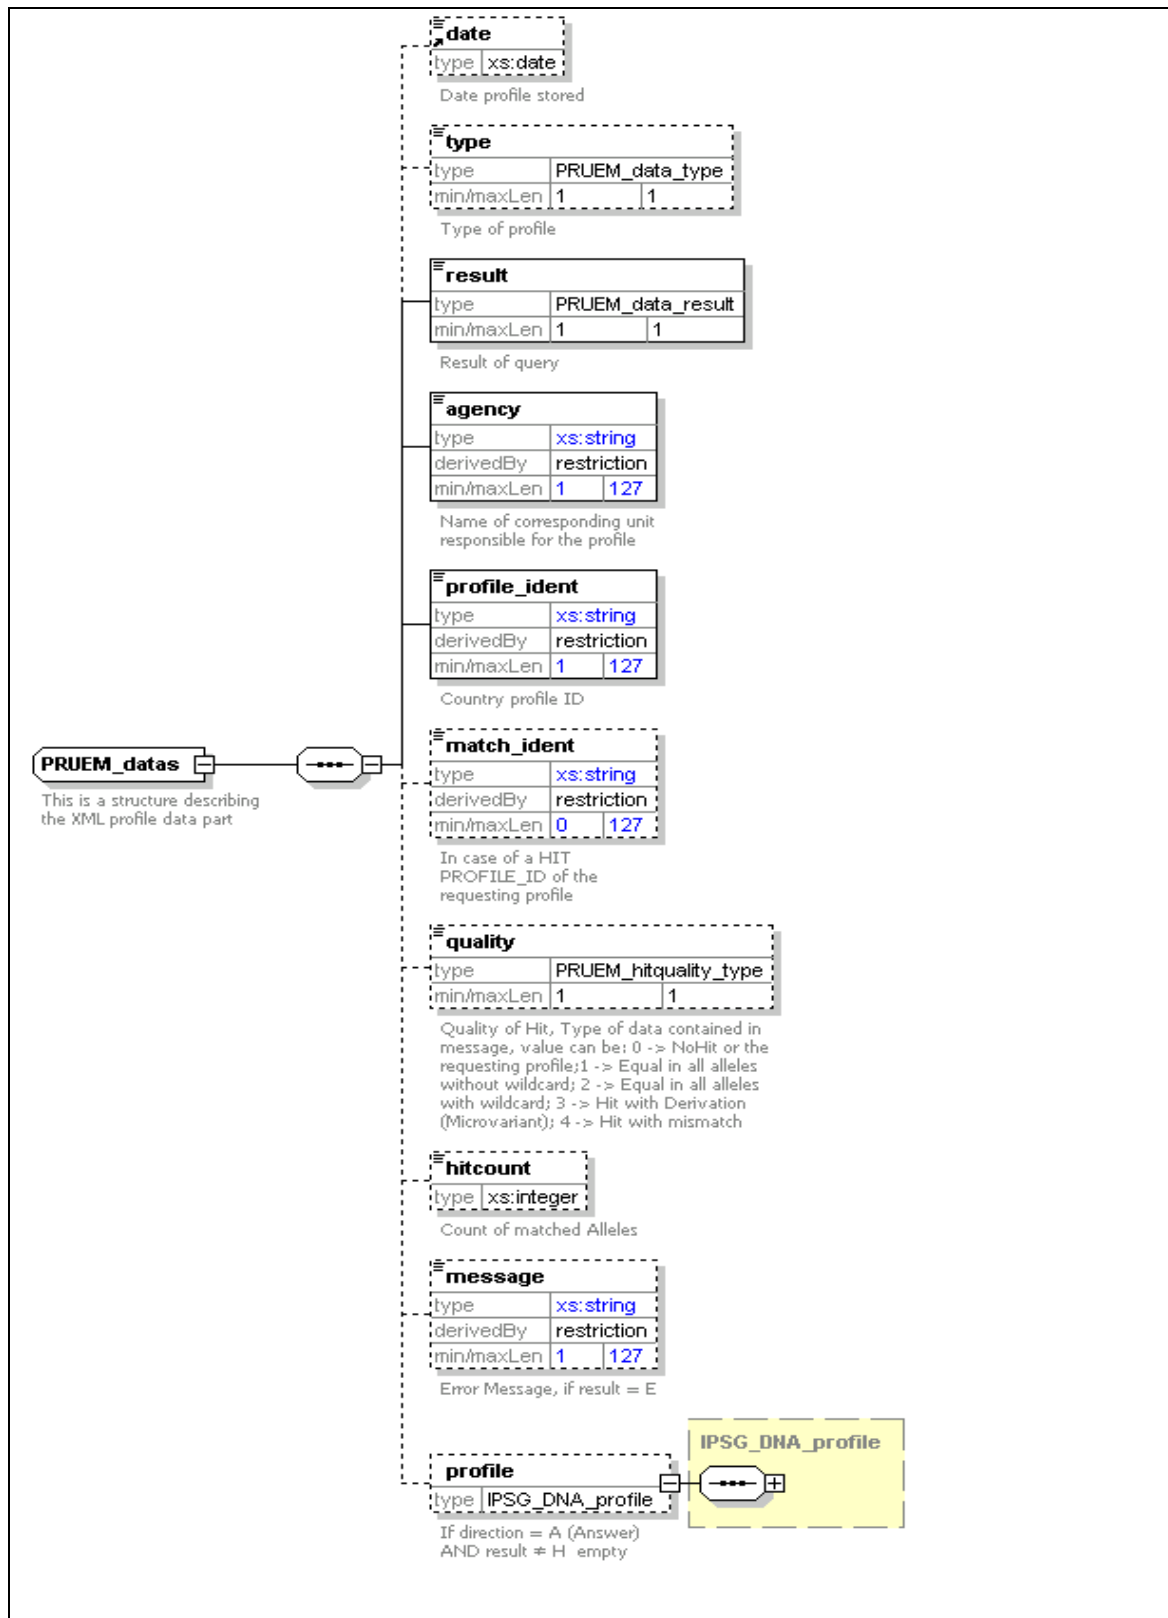 date
type xs:date
Date profile stored
type
type PRUEM_data_type
min/maxLen 1 1
Type of profile
result
type PRUEM_data_result
min/maxLen 1 1
Result of query
agency
type xs:string
derivedBy restriction
min/maxLen 1 127
Name of corresponding unit
responsible for the profile
profile_ident
type xs:string
derivedBy restriction
min/maxLen 1 127
Country profile ID
PRUEM_datas
This is a structure describing
the XML profile data part
match_ident
type xs:string
derivedBy restriction
min/maxLen 0 127
In case of a HIT
PROFILE_ID of the
requesting profile
quality
type PRUEM_hitquality_type
min/maxLen 1 1
Quality of Hit, Type of data contained in
message, value can be: 0 -> NoHit or the
requesting profile;1 -> Equal in all alleles
without wildcard; 2 -> Equal in all alleles
with wildcard; 3 -> Hit with Derivation
(Microvariant); 4 -> Hit with mismatch
hitcount
type xs:integer
Count of matched Alleles
message
type xs:string
derivedBy restriction
min/maxLen 1 127
Error Message, if result = E
IPSG_DNA_profile
profile
type IPSG_DNA_profile
If direction = A (Answer)
AND result ≠ H empty